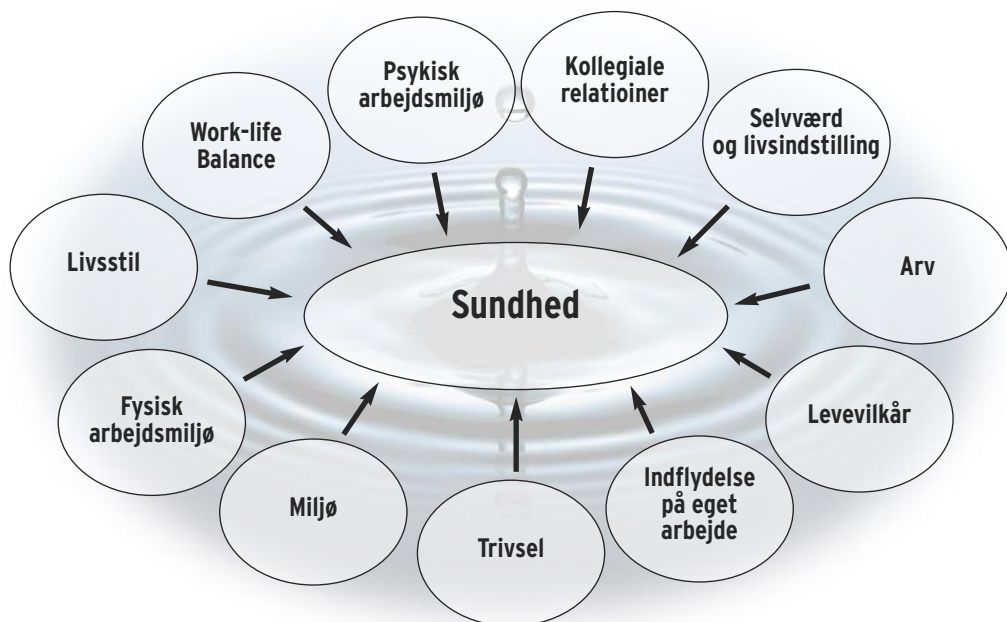 Psykisk
arbejdsmiljø
Kollegiale
relatioiner
Work-life
Balance
Selvværd
og livsindstilling
Livsstil
Arv
Sundhed
Fysisk
arbejdsmiljø
Levevilkår
Miljø
Trivsel
Indflydelse
på eget
arbejde